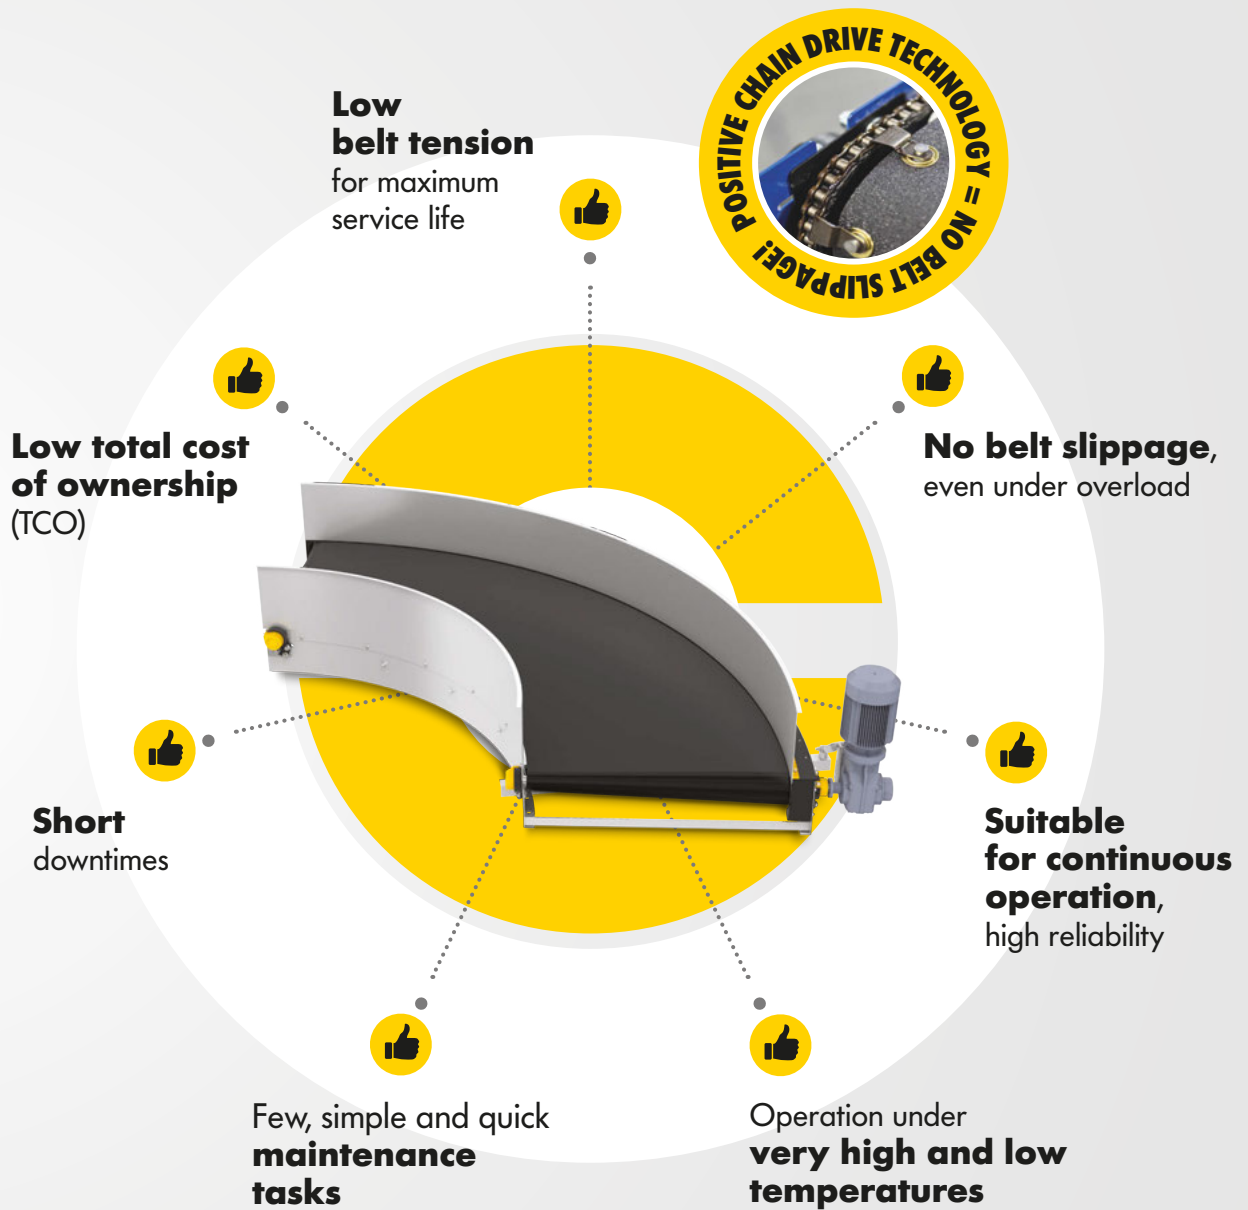 POSITIVE CHAIN DRIVE TECHNOLOGY = NO BELT SLIPPAGE!
Low
belt tension
for maximum
service life
Low total cost
of ownership
(TCO)
No belt slippage,
even under overload
Short
downtimes
Suitable
for continuous
operation,
high reliability
Few, simple and quick
maintenance
tasks
Operation under
very high and low
temperatures